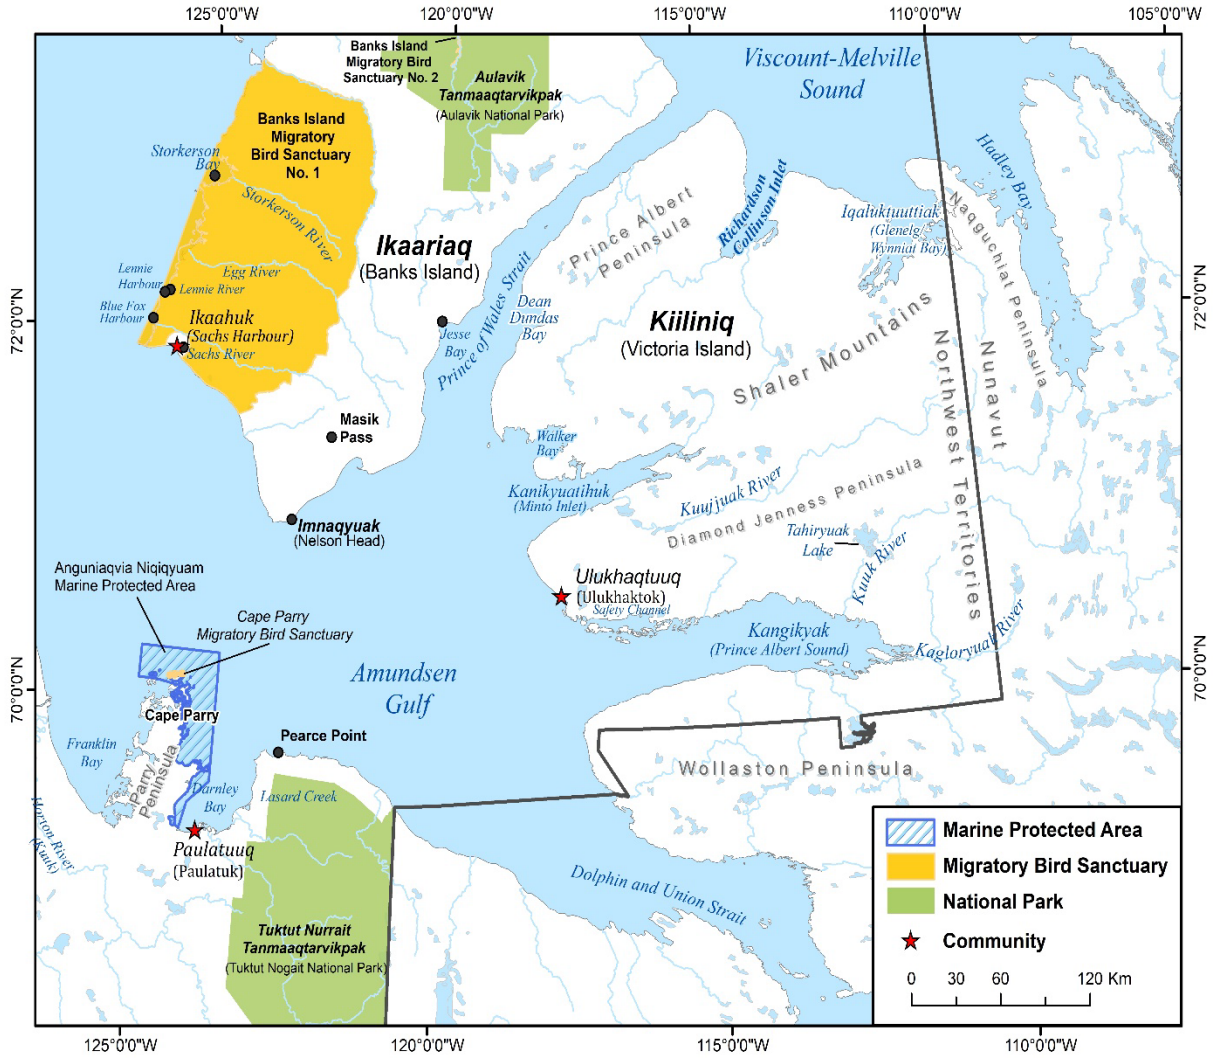 125°0'0"W
120°0'0"W
115°0'0"W
110°0'0"W
105°0'0"W
Banks Island
Migratory Bird
Sanctuary No. 2
Aulavik
Tanmaaqtarvikpak
(Aulavik National Park)
Viscount-Melville
Sound
Banks Island
Migratory
Bird Sanctuary
No. 1
Storkerson
Bay
Storkerson River
Hadley Bay
Richardson
Collinson Inlet
Prince Albert
Peninsula
Iqaluktuuttiak
(Glenelg
Wynniat Bay)
Naqguchiat Peninsula
Ikaariaq
(Banks Island)
Egg River
Lennie
Harbour
Lennie River
Blue Fox
Harbour
Ikaahuk
(Sachs Harbour)
Sachs River
Prince of Wales Strait
Dean
Dundas
Bay
Jesse
Bay
Kiiliniq
(Victoria Island)
72°0'0"N
72°0'0"N
Shaler Mountains
Northwest Territories
Nunavut
Masik
Pass
Walker
Bay
Kanikyuatihuk
(Minto Inlet)
Kuujjuak River
Diamond Jenness Peninsula
Imnaqyuak
(Nelson Head)
Tahiryuak
Lake
Kuuk River
Anguniaqvia Niqiqyuam
Marine Protected Area
Ulukhaqtuuq
(Ulukhaktok)
Safety Channel
Cape Parry
Migratory Bird Sanctuary
Kangikyak
(Prince Albert Sound)
Kagloryuak River
Amundsen
Gulf
70°0'0"N
70°0'0"N
Cape Parry
Franklin
Bay
Parry
Peninsula
Pearce Point
Darnley
Bay
Lasard Creek
Wollaston Peninsula
Horton River
(Kuuk)
Paulatuuq
(Paulatuk)
Dolphin and Union Strait
Tuktut Nurrait
Tanmaaqtarvikpak
(Tuktut Nogait National Park)
Marine Protected Area
Migratory Bird Sanctuary
National Park
Community
0 30 60 120 Km
125°0'0"W
120°0'0"W
115°0'0"W
110°0'0"W